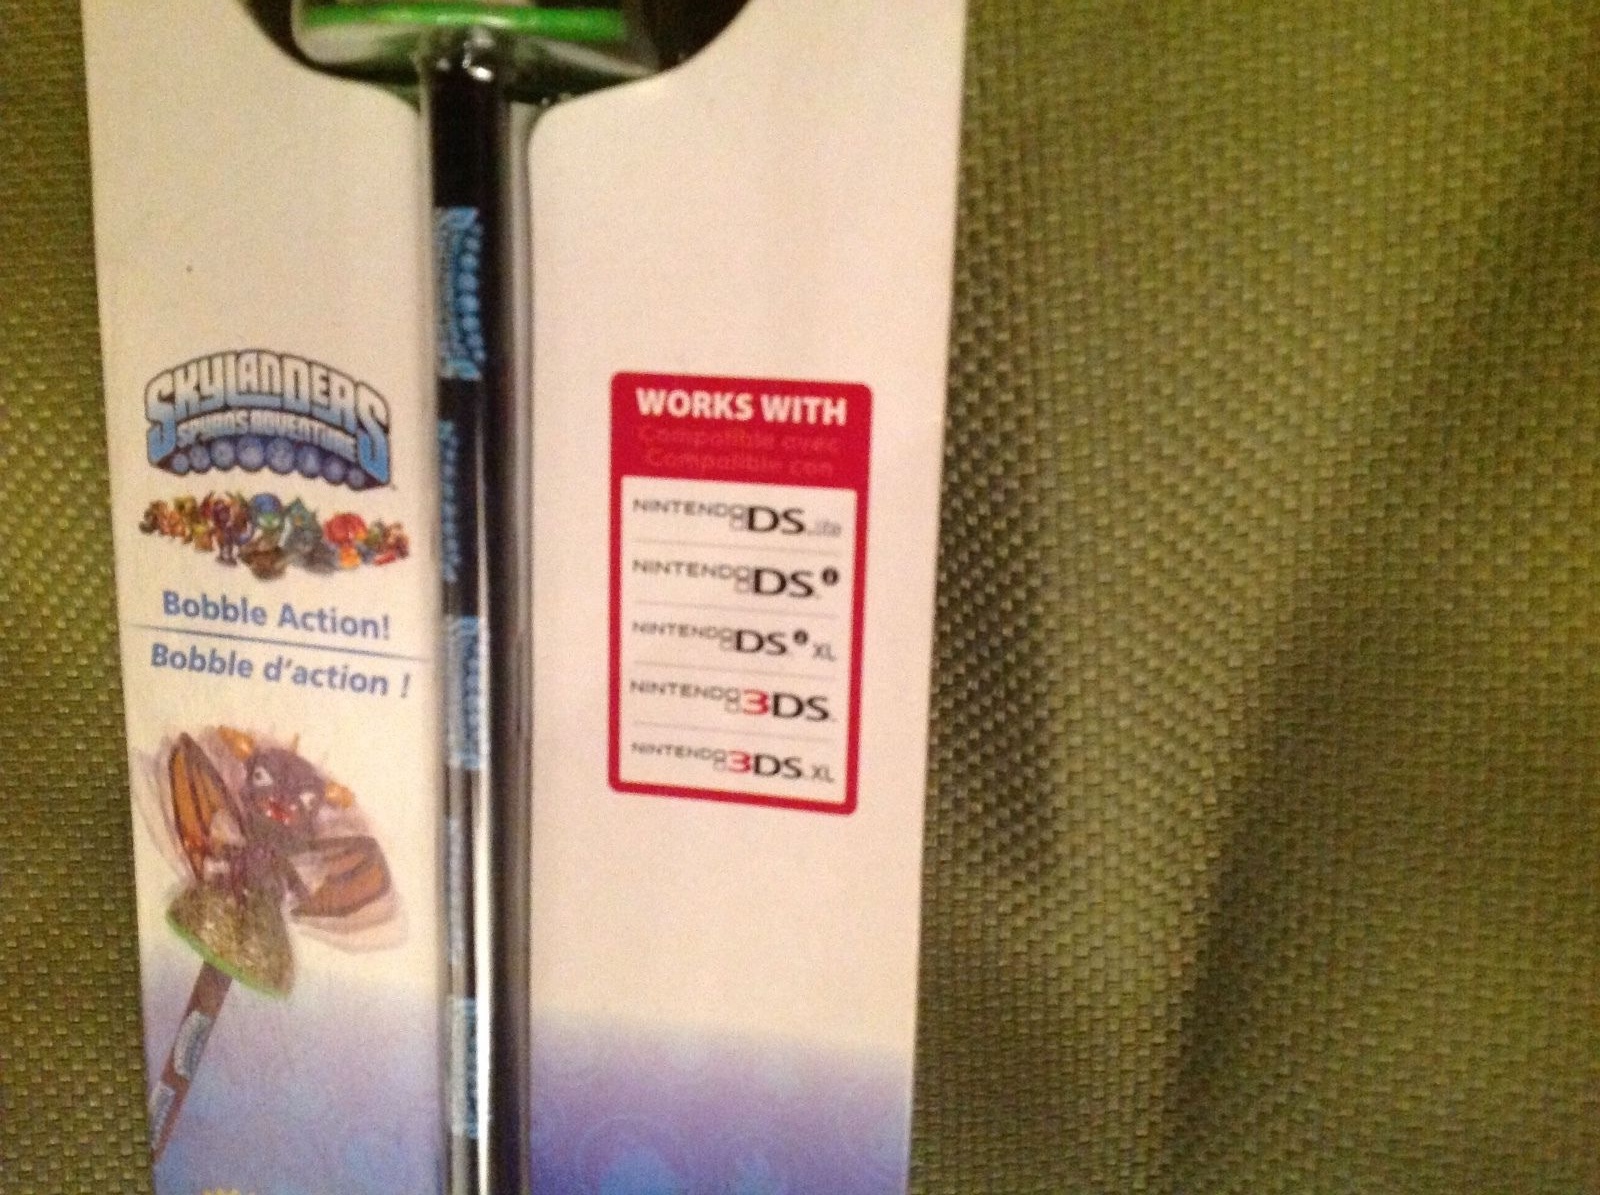 SKYLANDERS
SPYRO'S ADVENTURE
Bobble Action!
Bobble d'action !
WORKS WITH
Compatible avec
Compatible con
NINTENDO DS Lite
NINTENDO DSi
NINTENDO DSi XL
NINTENDO 3DS
NINTENDO 3DS XL